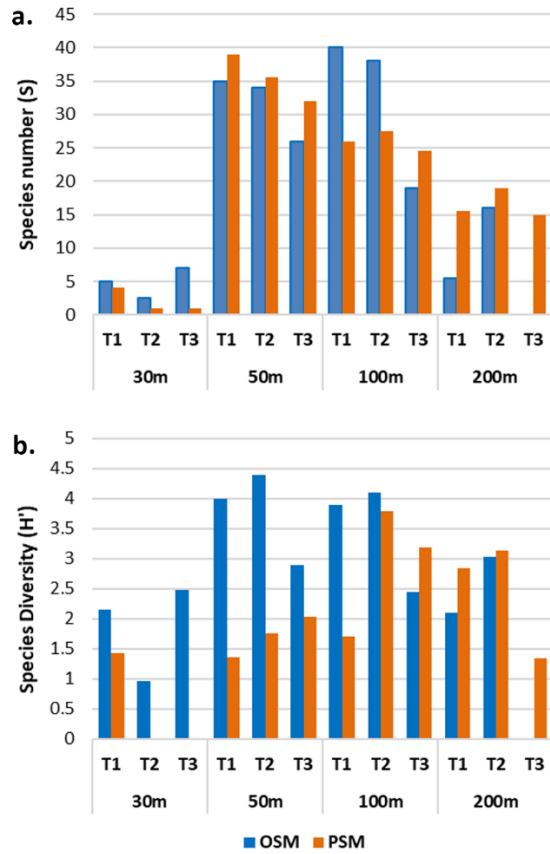 a.
Species number (S)
45
40
35
30
25
20
15
10
5
0
T1 T2 T3 T1 T2 T3 T1 T2 T3 T1 T2 T3
30m 50m 100m 200m
b.
Species Diversity (H')
5
4.5
4
3.5
3
2.5
2
1.5
1
0.5
0
T1 T2 T3 T1 T2 T3 T1 T2 T3 T1 T2 T3
30m 50m 100m 200m
OSM PSM